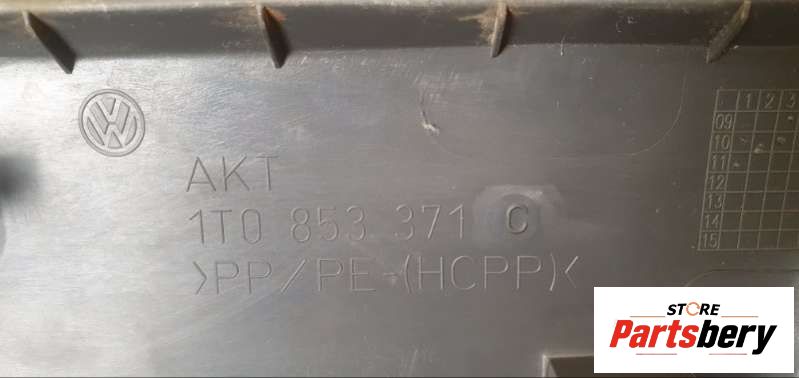 VW
AKT
1T0 853 371 C
>PP/PE-(HCPP)<
1 2 3
09
10
11
12
13
14
15
STORE
Partsbery